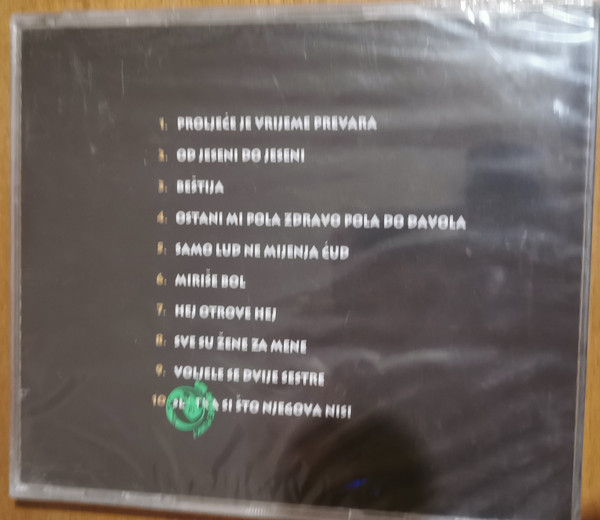 1. PROLJEĆE JE VRIJEME PREVARA
2. OD JESENI DO JESENI
3. BEŠTIJA
4. OSTANI MI POLA ZDRAVO POLA DO ĐAVOLA
5. SAMO LUD NE MIJENJA ĆUD
6. MIRIŠE BOL
7. HEJ OTROVE HEJ
8. SVE SU ŽENE ZA MENE
9. VOLJELE SE DVIJE SESTRE
10. SI ŠTO NJEGOVA NISI